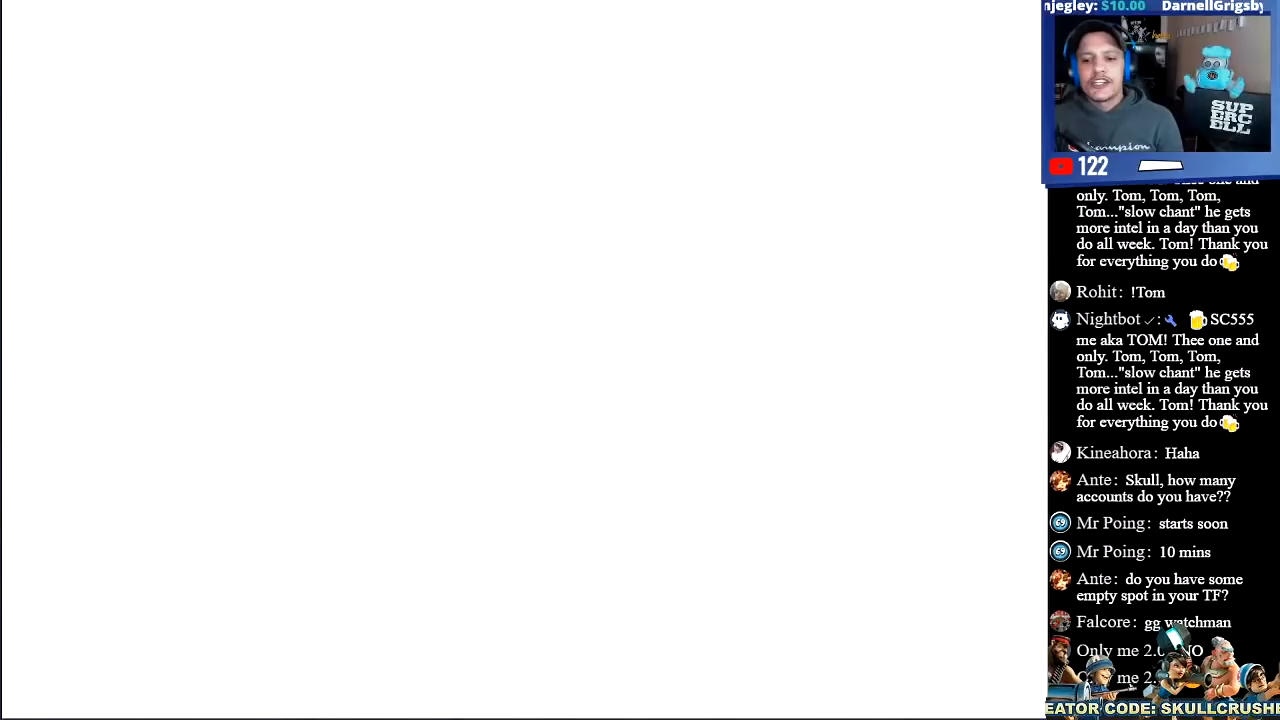 njegley: $10.00 DarnellGrigsby
SUP
ERC
ELL
Champion
122
only. Tom, Tom, Tom,
Tom..."slow chant" he gets
more intel in a day than you
do all week. Tom! Thank you
for everything you do
Rohit: !Tom
Nightbot ✓: SC555
me aka TOM! Thee one and
only. Tom, Tom, Tom,
Tom..."slow chant" he gets
more intel in a day than you
do all week. Tom! Thank you
for everything you do
Kineahora: Haha
Ante: Skull, how many
accounts do you have??
Mr Poing: starts soon
Mr Poing: 10 mins
Ante: do you have some
empty spot in your TF?
Falcore: gg watchman
Only me 2. NO
me 2.
EATOR CODE: SKULLCRUSHE